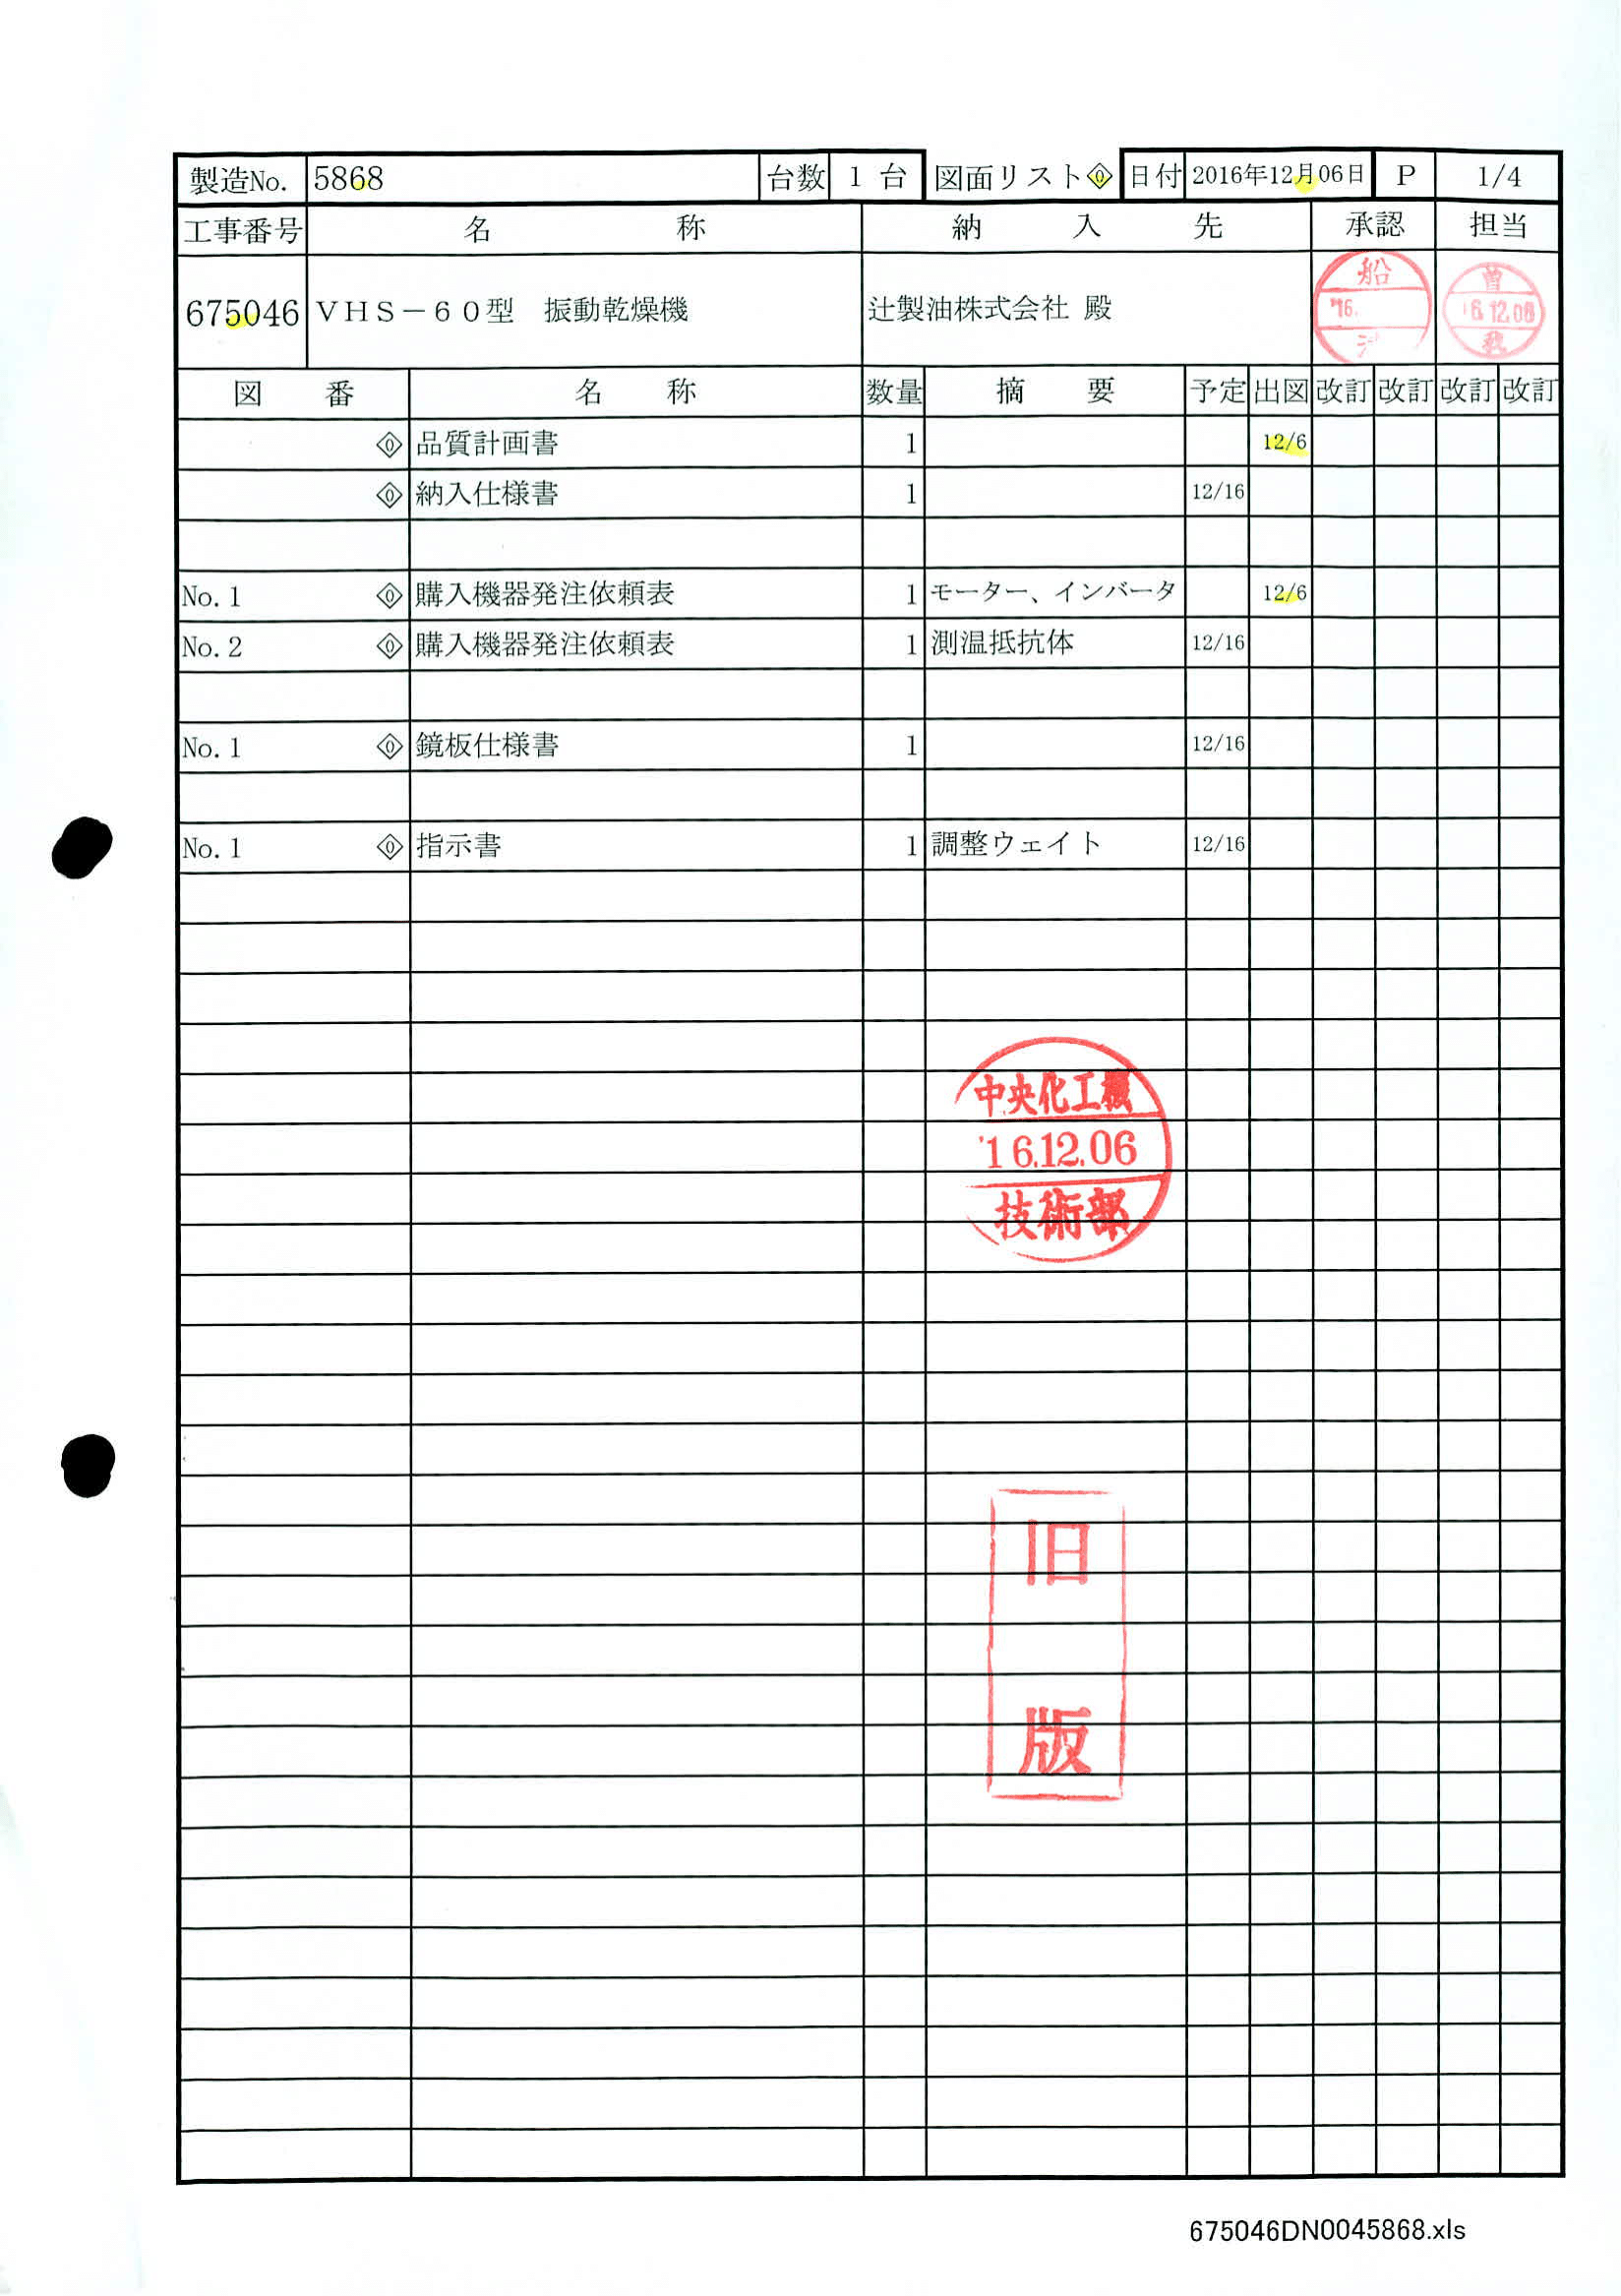 製造No. 5868 台数 1 台 図面リスト 0 日付 2016年12月06日 P 1/4
工事番号 名 称 納 入 先 承認 担当
675046 VHS-60型 振動乾燥機 辻製油株式会社 殿
船 '16.
曽 16.12.06 我
図 番 名 称 数量 摘 要 予定 出図 改訂 改訂 改訂 改訂
0 品質計画書 1 12/6
0 納入仕様書 1 12/16
No.1 0 購入機器発注依頼表 1 モーター、インバータ 12/6
No.2 0 購入機器発注依頼表 1 測温抵抗体 12/16
No.1 0 鏡板仕様書 1 12/16
No.1 0 指示書 1 調整ウェイト 12/16
中央化工機
'16.12.06
技術部
旧
版
675046DN0045868.xls